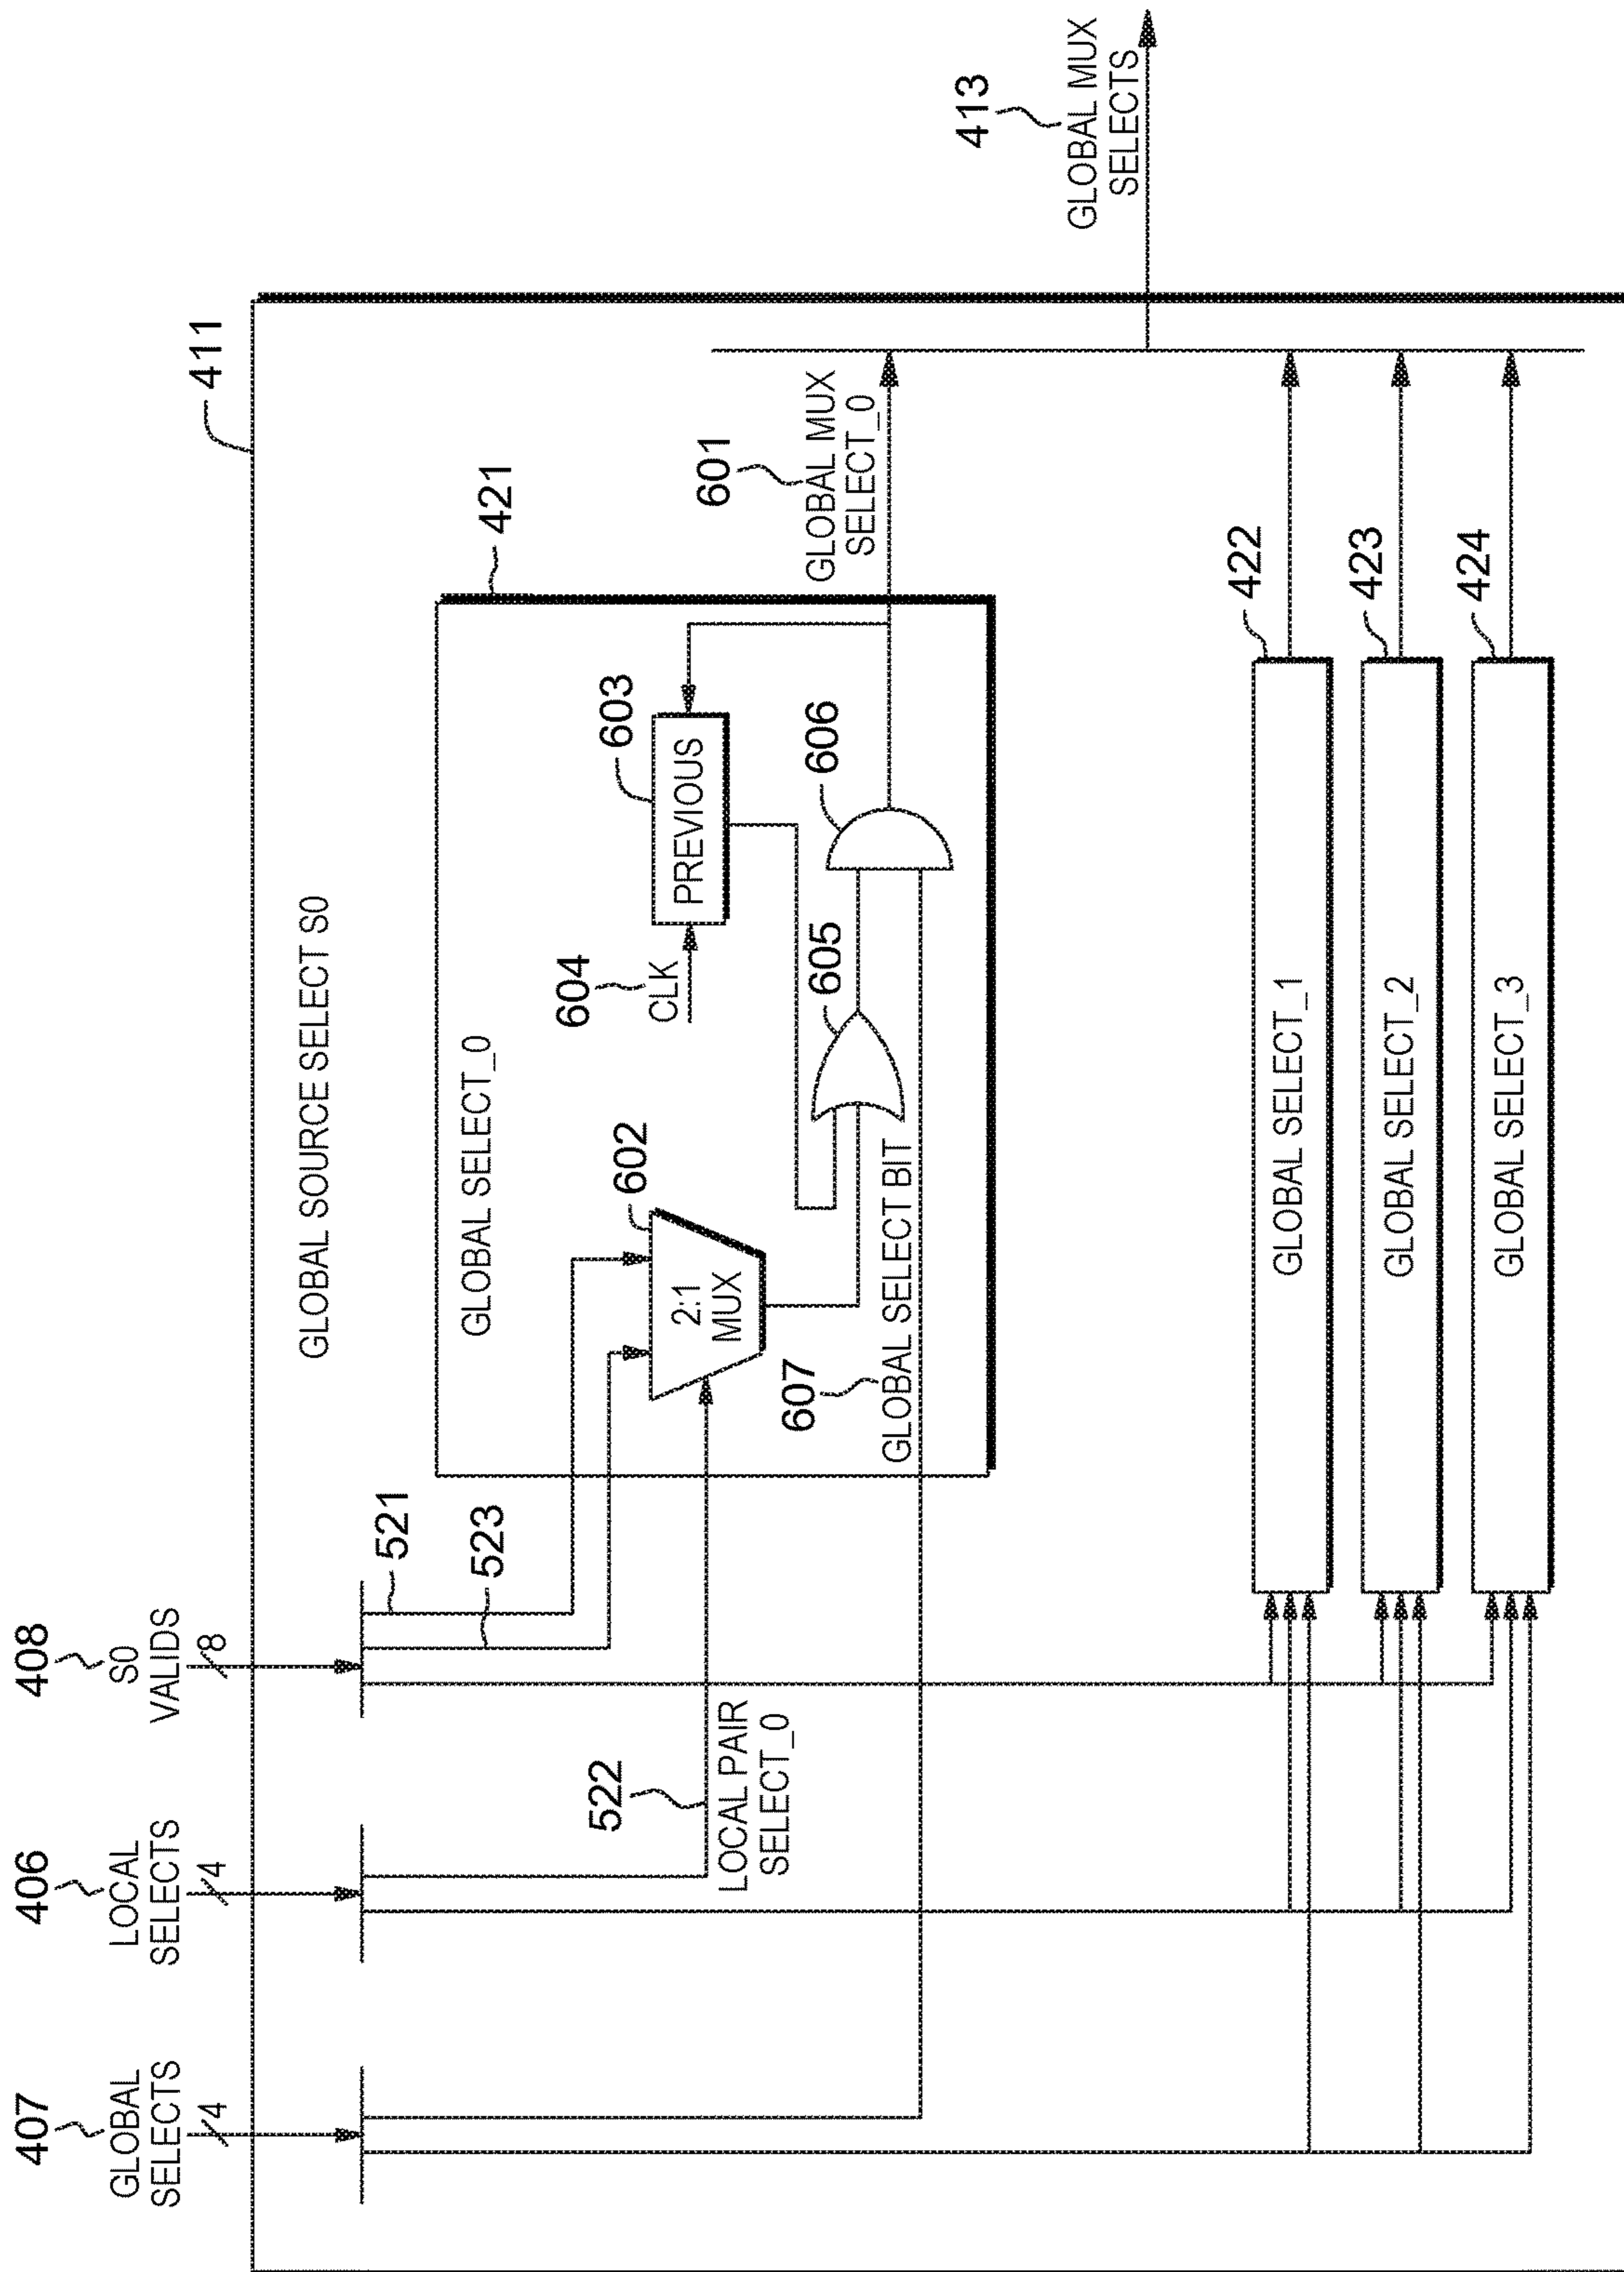 407
GLOBAL
SELECTS
4
406
LOCAL
SELECTS
4
408
S0
VALIDS
8
411
GLOBAL SOURCE SELECT S0
521
523
522
LOCAL PAIR
SELECT_0
421
GLOBAL SELECT_0
602
2:1
MUX
604
CLK
603
PREVIOUS
605
606
607
GLOBAL SELECT BIT
601
GLOBAL MUX
SELECT_0
413
GLOBAL MUX
SELECTS
GLOBAL SELECT_1
422
GLOBAL SELECT_2
423
GLOBAL SELECT_3
424